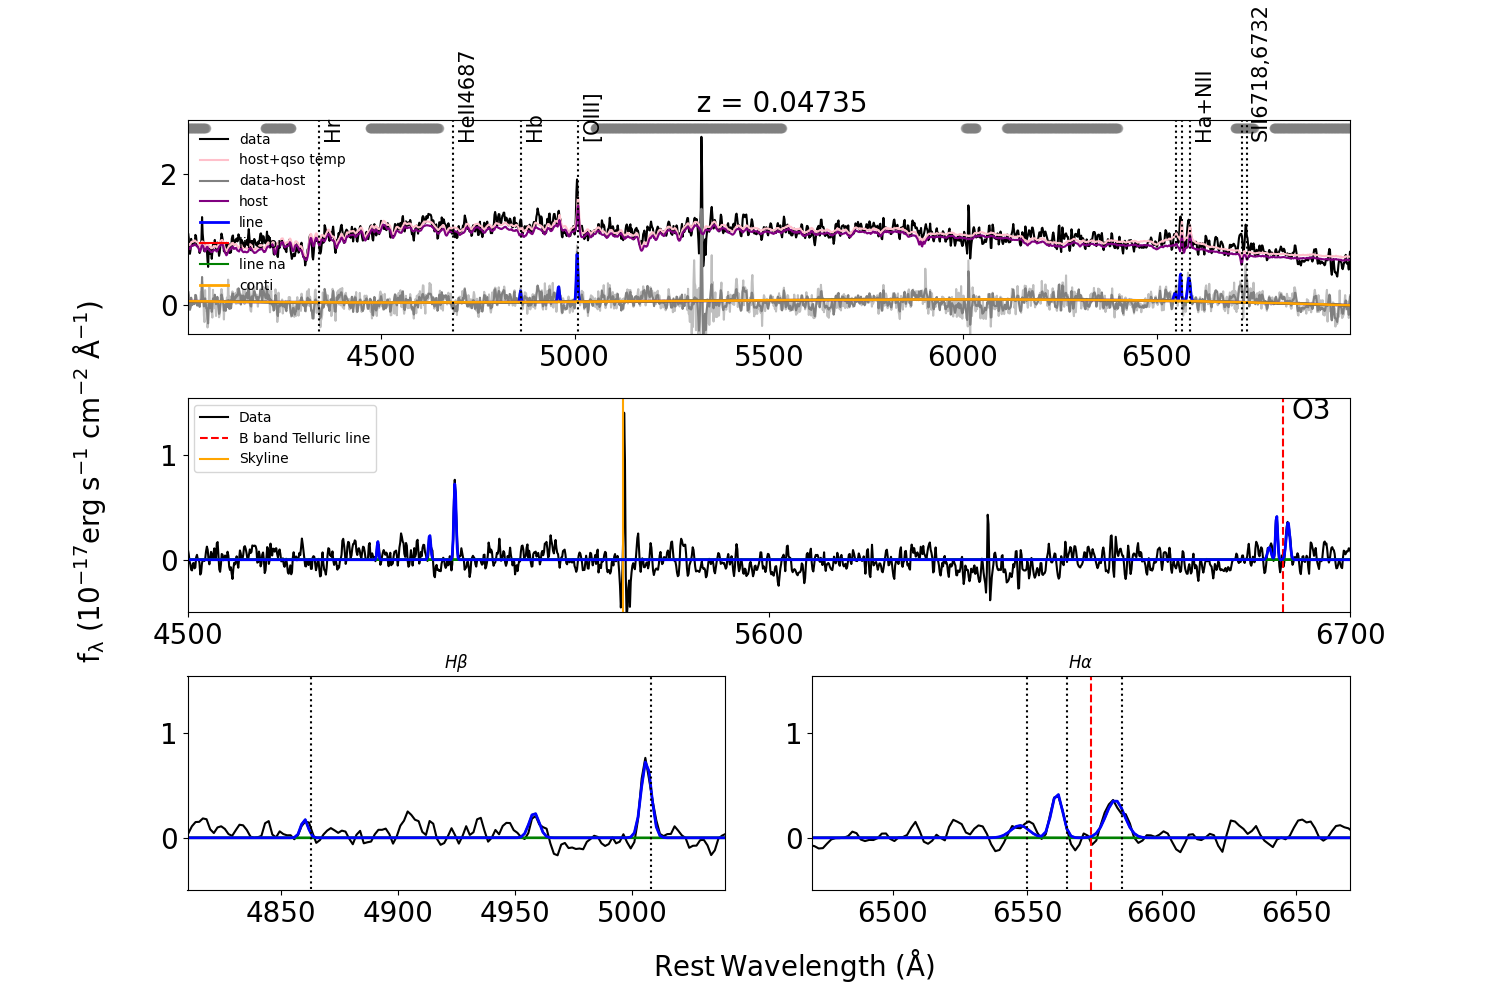 z = 0.04735
Hr
HeII4687
Hb
[OIII]
Ha+NII
SII6718,6732
data
host+qso temp
data-host
host
line
line na
conti
2
0
4500
5000
5500
6000
6500
Data
B band Telluric line
Skyline
O3
1
0
4500
5600
6700
fλ (10⁻¹⁷erg s⁻¹ cm⁻² Å⁻¹)
Hβ
1
0
4850
4900
4950
5000
Hα
1
0
6500
6550
6600
6650
Rest Wavelength (Å)